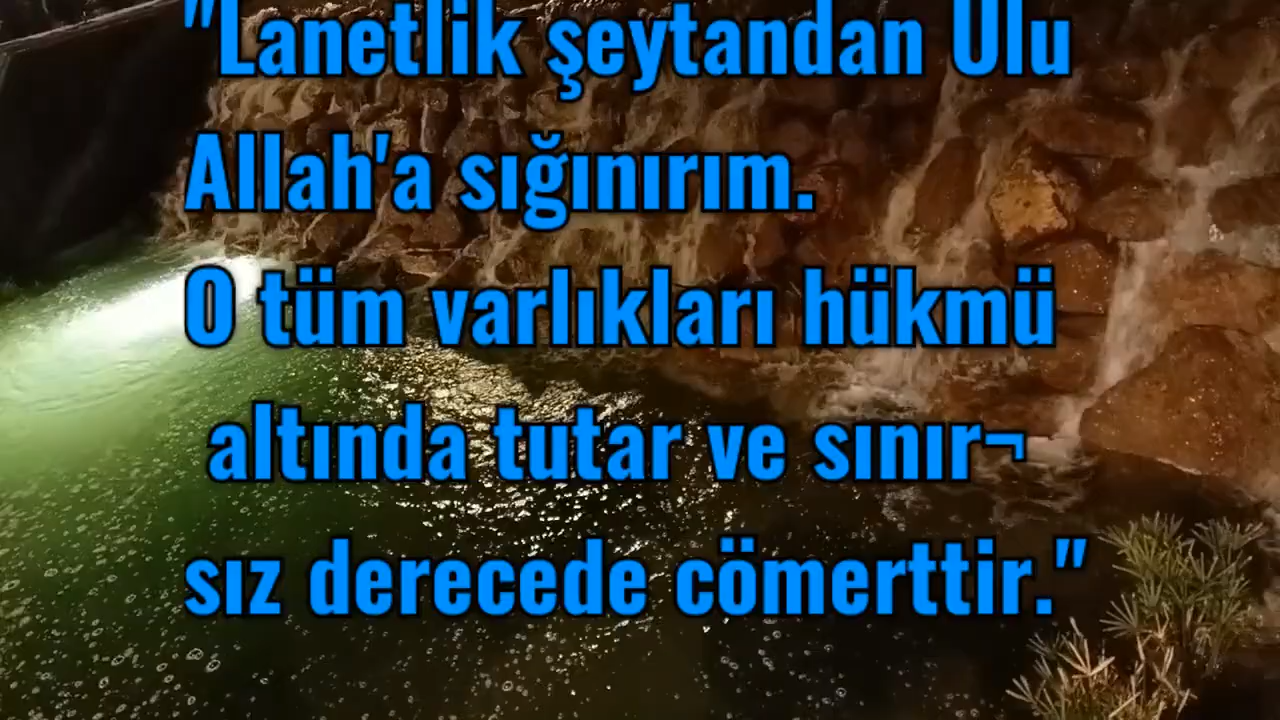 "Lanetlik şeytandan Ulu
Allah'a sığınırım.
O tüm varlıkları hükmü
altında tutar ve sınır¬
sız derecede cömerttir."